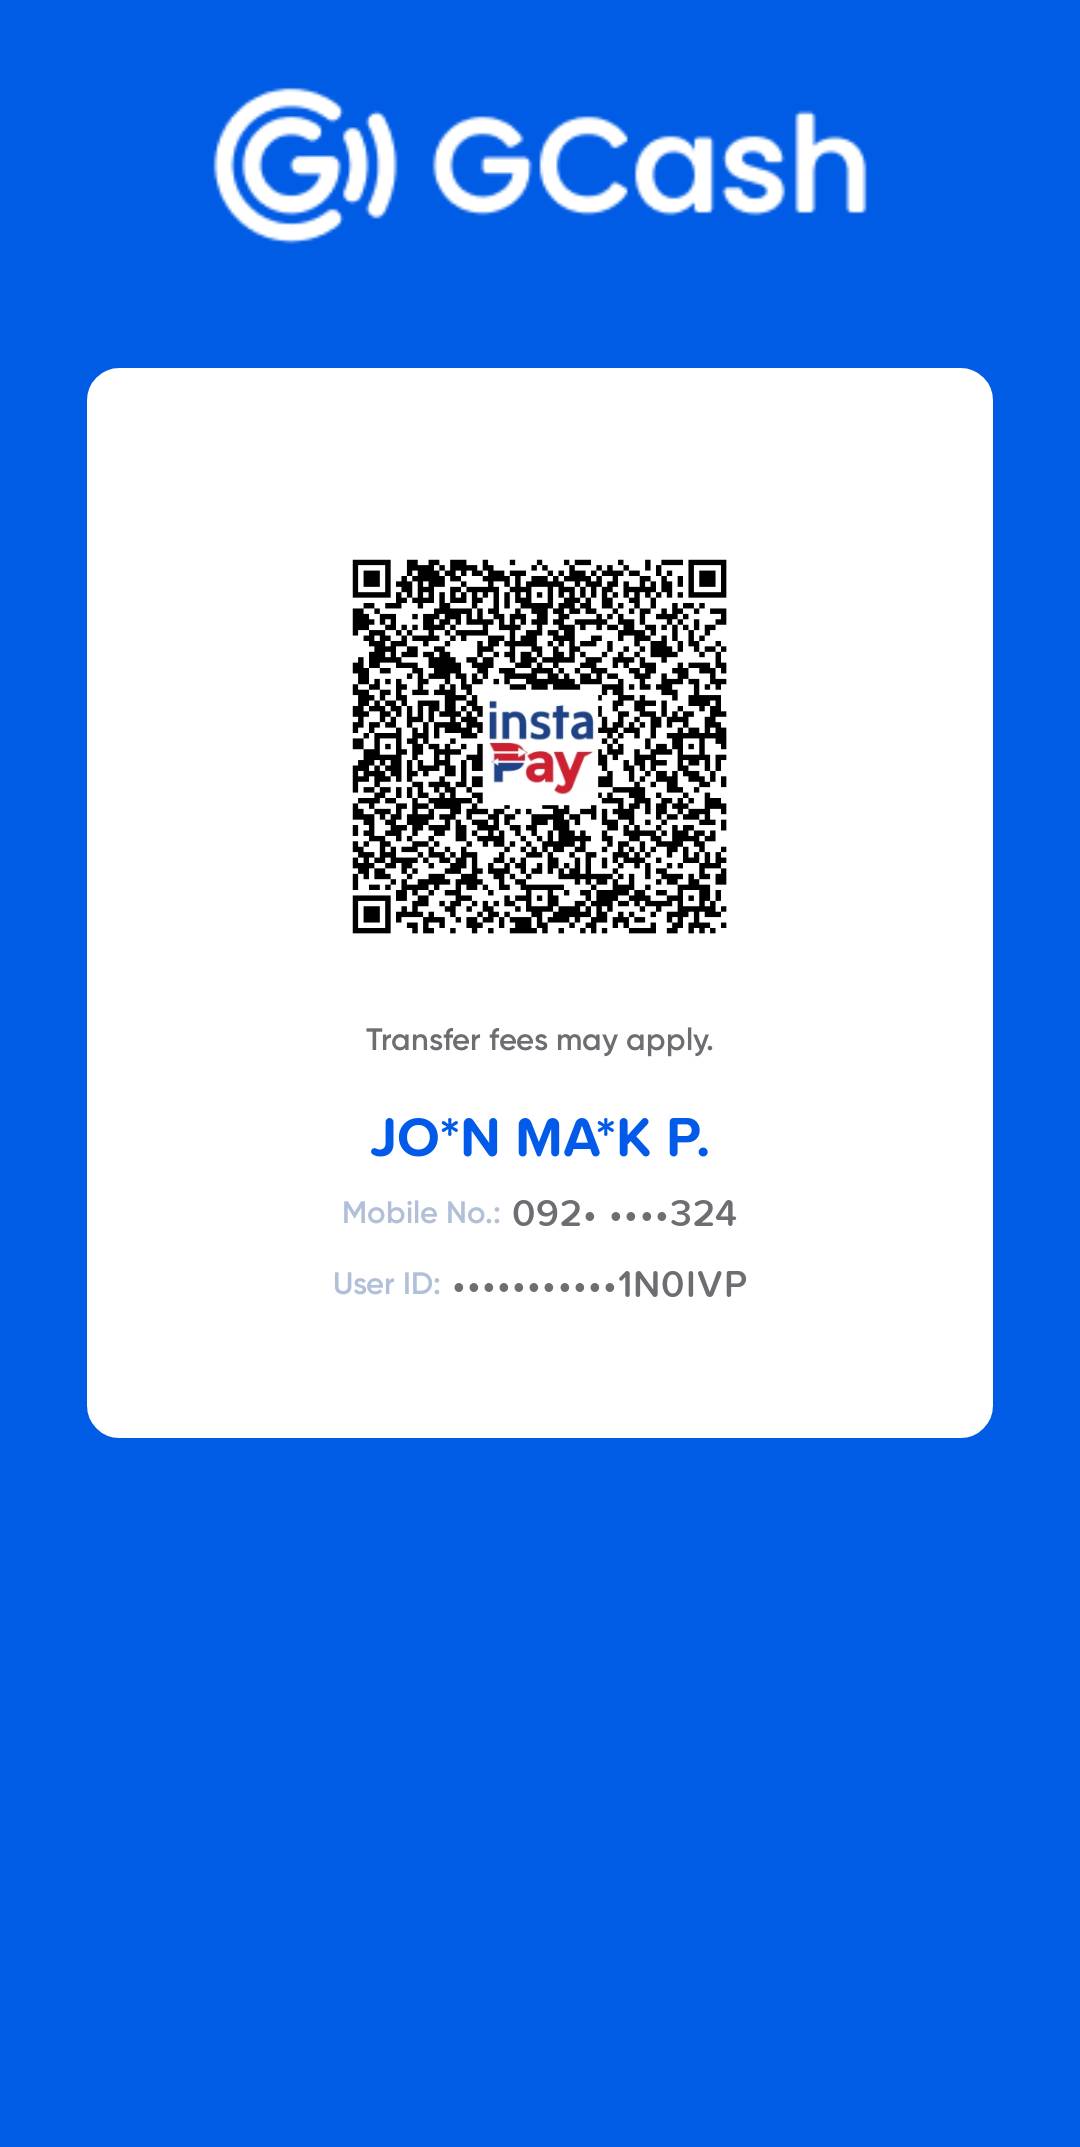 GCash
insta
Pay
Transfer fees may apply.
JO*N MA*K P.
Mobile No.: 092• ••••324
User ID: •••••••••••1N0IVP